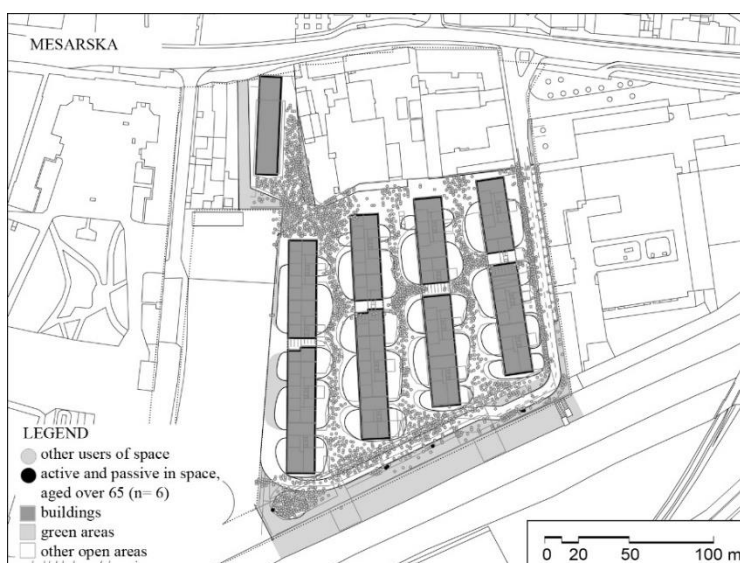 MESARSKA
LEGEND
other users of space
active and passive in space,
aged over 65 (n= 6)
buildings
green areas
other open areas
0 20 50 100 m